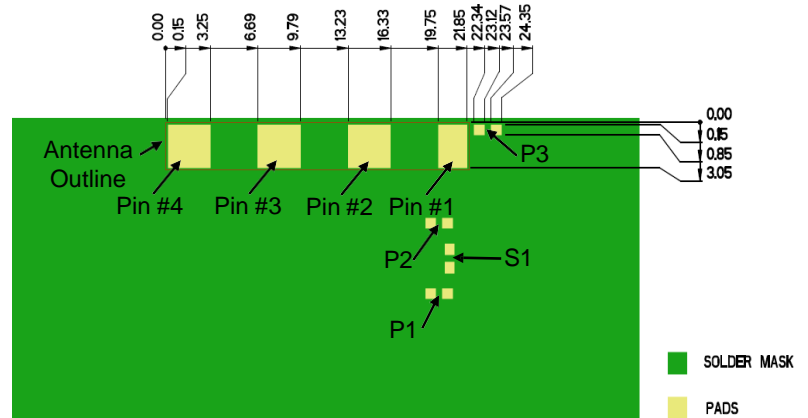 0.00
0.15
3.25
6.69
9.79
13.23
16.33
19.75
21.85
22.34
23.12
23.57
24.35
0,00
0.15
0.85
3.05
Antenna
Outline
P3
Pin #4
Pin #3
Pin #2
Pin #1
P2
S1
P1
SOLDER MASK
PADS